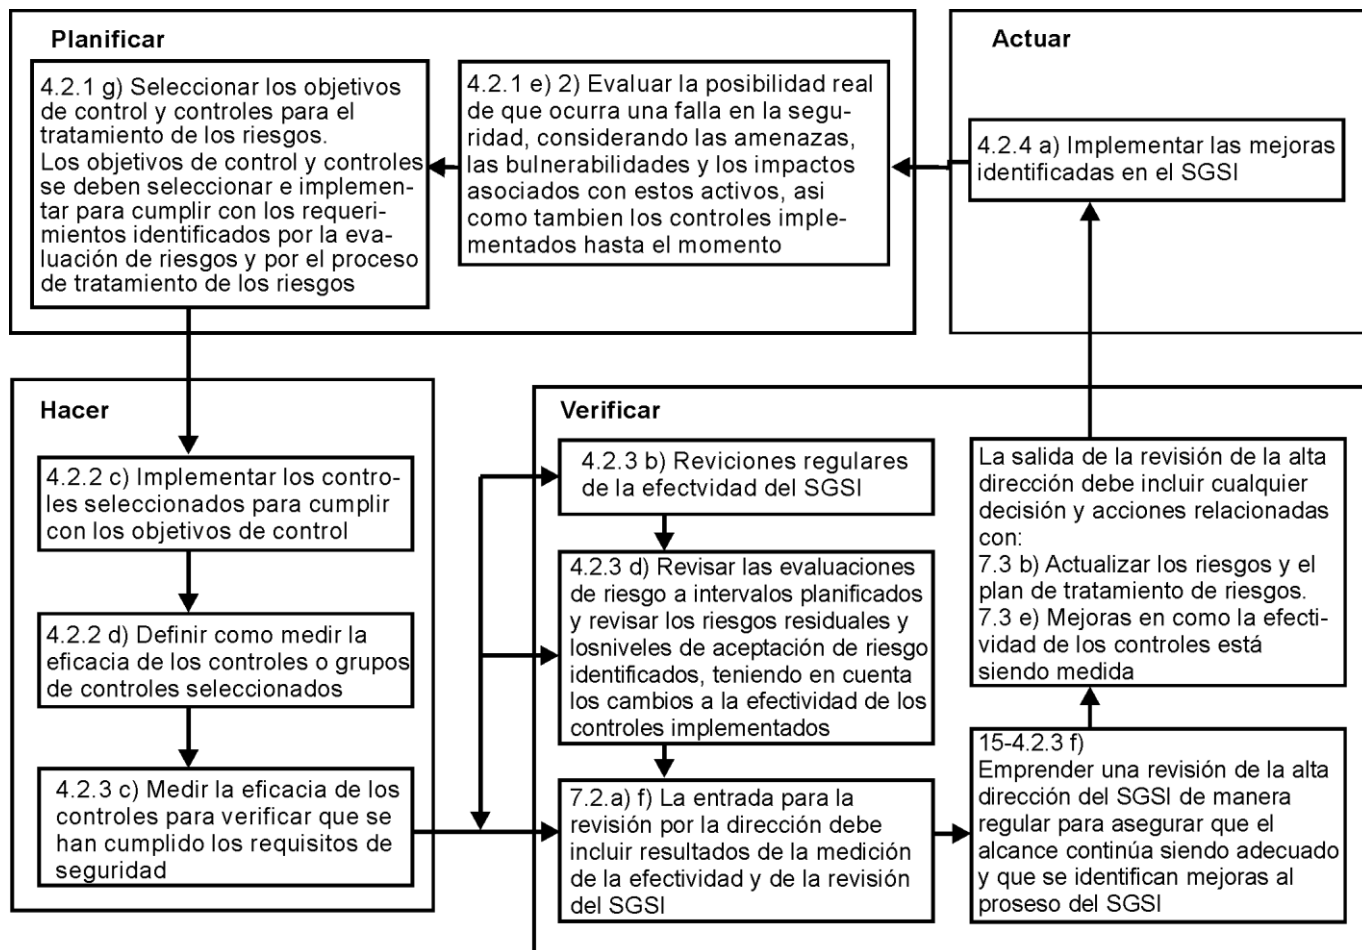 Planificar
4.2.1 g) Seleccionar los objetivos
de control y controles para el
tratamiento de los riesgos.
Los objetivos de control y controles
se deben seleccionar e implemen-
tar para cumplir con los requeri-
mientos identificados por la eva-
luación de riesgos y por el proceso
de tratamiento de los riesgos
4.2.1 e) 2) Evaluar la posibilidad real
de que ocurra una falla en la segu-
ridad, considerando las amenazas,
las bulnerabilidades y los impactos
asociados con estos activos, asi
como tambien los controles imple-
mentados hasta el momento
Actuar
4.2.4 a) Implementar las mejoras
identificadas en el SGSI
Hacer
4.2.2 c) Implementar los contro-
les seleccionados para cumplir
con los objetivos de control
4.2.2 d) Definir como medir la
eficacia de los controles o grupos
de controles seleccionados
4.2.3 c) Medir la eficacia de los
controles para verificar que se
han cumplido los requisitos de
seguridad
Verificar
4.2.3 b) Reviciones regulares
de la efectvidad del SGSI
4.2.3 d) Revisar las evaluaciones
de riesgo a intervalos planificados
y revisar los riesgos residuales y
losniveles de aceptación de riesgo
identificados, teniendo en cuenta
los cambios a la efectividad de los
controles implementados
7.2.a) f) La entrada para la
revisión por la dirección debe
incluir resultados de la medición
de la efectividad y de la revisión
del SGSI
La salida de la revisión de la alta
dirección debe incluir cualquier
decisión y acciones relacionadas
con:
7.3 b) Actualizar los riesgos y el
plan de tratamiento de riesgos.
7.3 e) Mejoras en como la efecti-
vidad de los controles está
siendo medida
15-4.2.3 f)
Emprender una revisión de la alta
dirección del SGSI de manera
regular para asegurar que el
alcance continúa siendo adecuado
y que se identifican mejoras al
proseso del SGSI